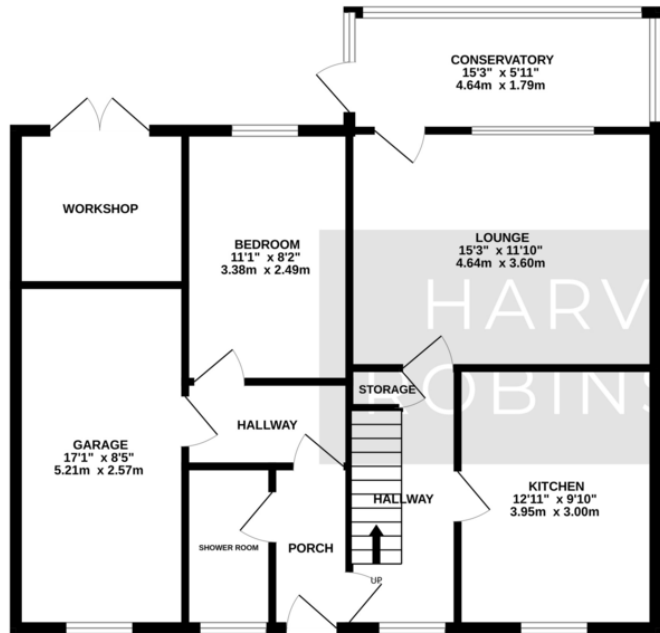 CONSERVATORY
15'3" x 5'11"
4.64m x 1.79m
WORKSHOP
BEDROOM
11'1" x 8'2"
3.38m x 2.49m
LOUNGE
15'3" x 11'10"
4.64m x 3.60m
HARV
ROBINS
STORAGE
HALLWAY
GARAGE
17'1" x 8'5"
5.21m x 2.57m
HALLWAY
KITCHEN
12'11" x 9'10"
3.95m x 3.00m
SHOWER ROOM
PORCH
UP